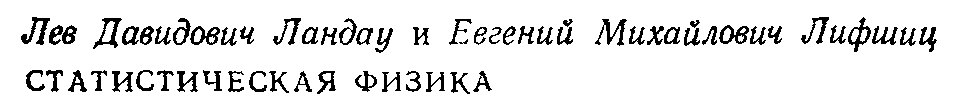 Лев Давидович Ландау и Евгений Михайлович Лифшиц
СТАТИСТИЧЕСКАЯ ФИЗИКА